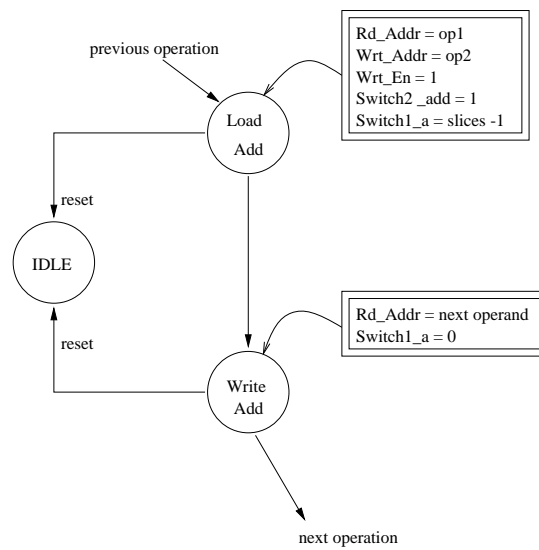 previous operation
Rd_Addr = op1
Wrt_Addr = op2
Wrt_En = 1
Switch2 _add = 1
Switch1_a = slices -1
Load
Add
reset
IDLE
reset
Rd_Addr = next operand
Switch1_a = 0
Write
Add
next operation